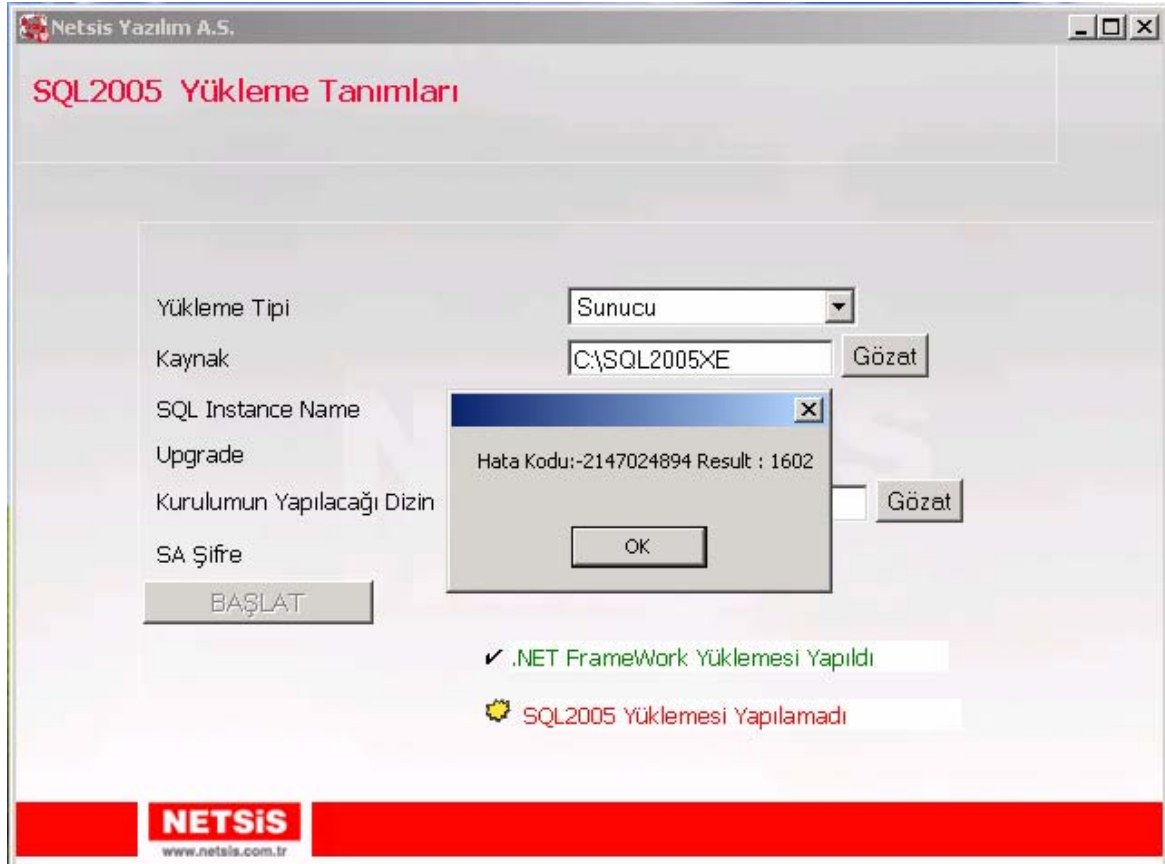 Netsis Yazılım A.S.
SQL2005 Yükleme Tanımları
Yükleme Tipi
Sunucu
Kaynak
C:\SQL2005XE
Gözat
SQL Instance Name
Upgrade
Kurulumun Yapılacağı Dizin
Gözat
SA Şifre
BAŞLAT
Hata Kodu:-2147024894 Result : 1602
OK
.NET FrameWork Yüklemesi Yapıldı
SQL2005 Yüklemesi Yapılamadı
NETSiS
www.netsis.com.tr